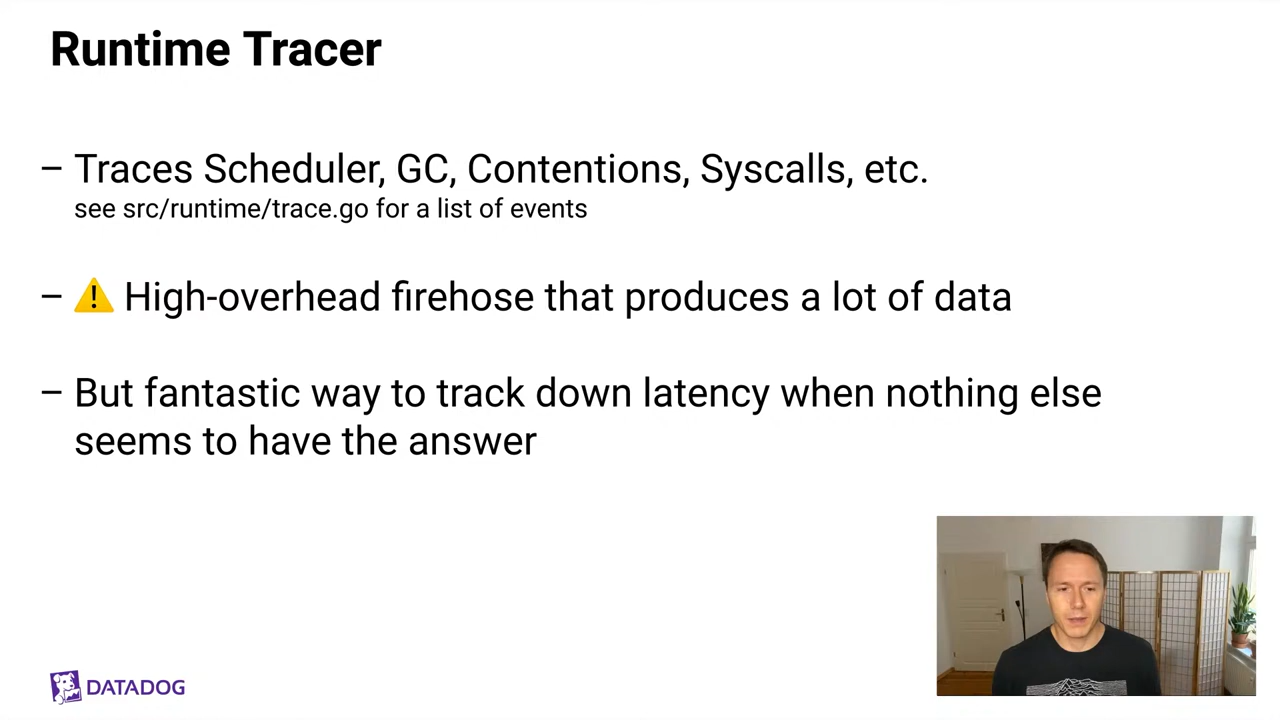 Runtime Tracer
– Traces Scheduler, GC, Contentions, Syscalls, etc.
see src/runtime/trace.go for a list of events
– ⚠️ High-overhead firehose that produces a lot of data
– But fantastic way to track down latency when nothing else
seems to have the answer
DATADOG